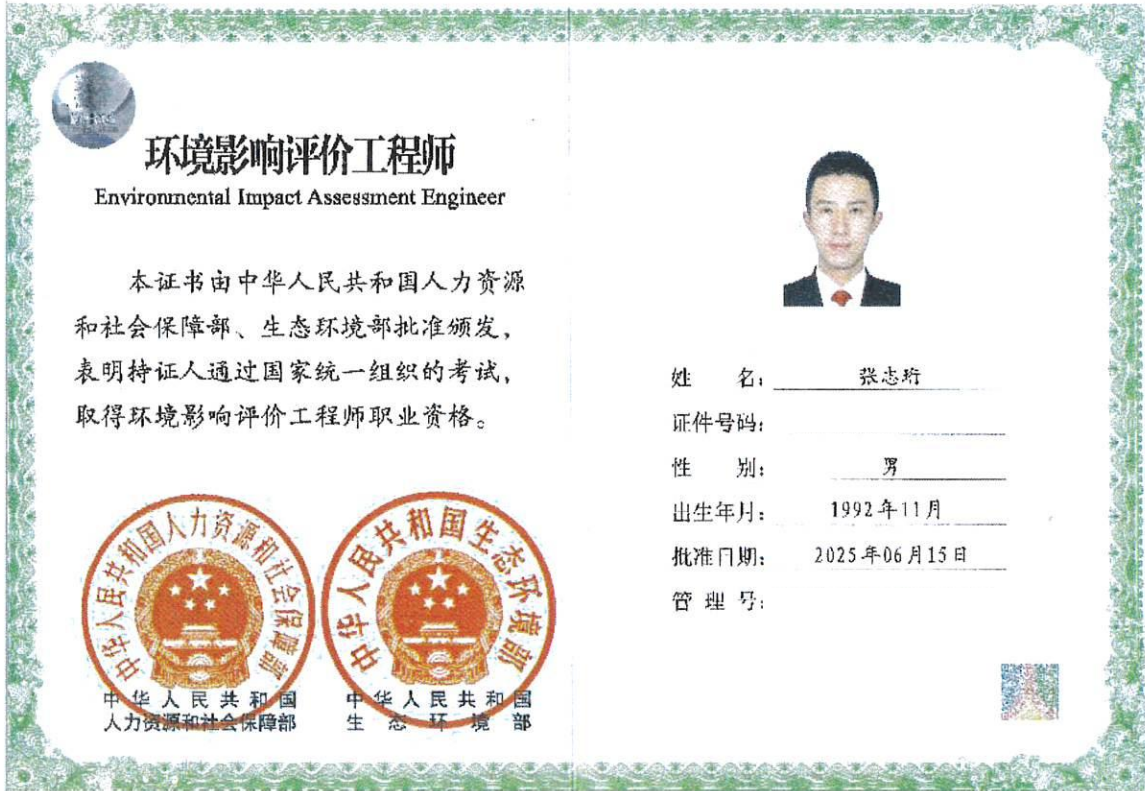 环境影响评价工程师
Environmental Impact Assessment Engineer
本证书由中华人民共和国人力资源
和社会保障部、生态环境部批准颁发，
表明持证人通过国家统一组织的考试，
取得环境影响评价工程师职业资格。
中华人民共和国人力资源和社会保障部
中华人民共和国
人力资源和社会保障部
中华人民共和国生态环境部
中华人民共和国
生态环境部
姓 名：张志珩
证件号码：
性 别：男
出生年月：1992年11月
批准日期：2025年06月15日
管 理 号：